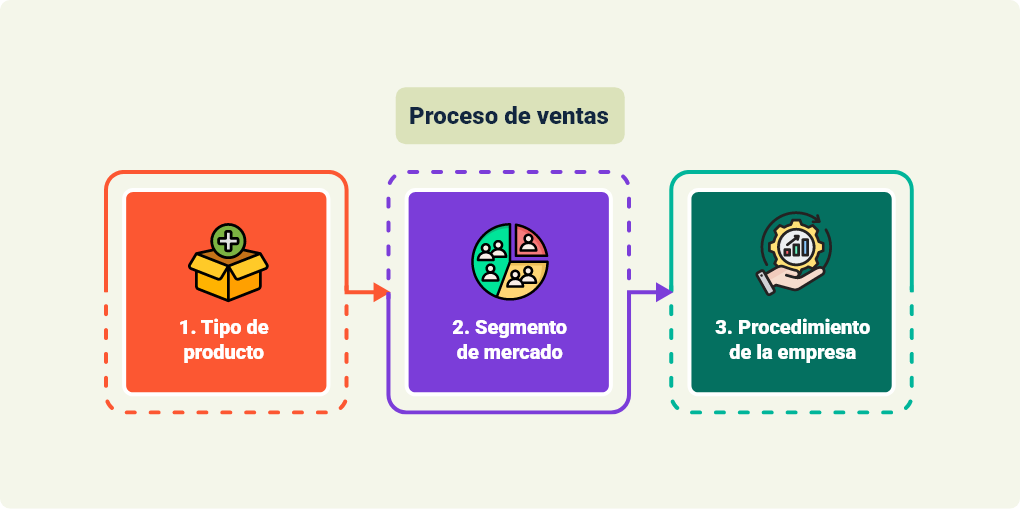 Proceso de ventas
1. Tipo de
producto
2. Segmento
de mercado
3. Procedimiento
de la empresa